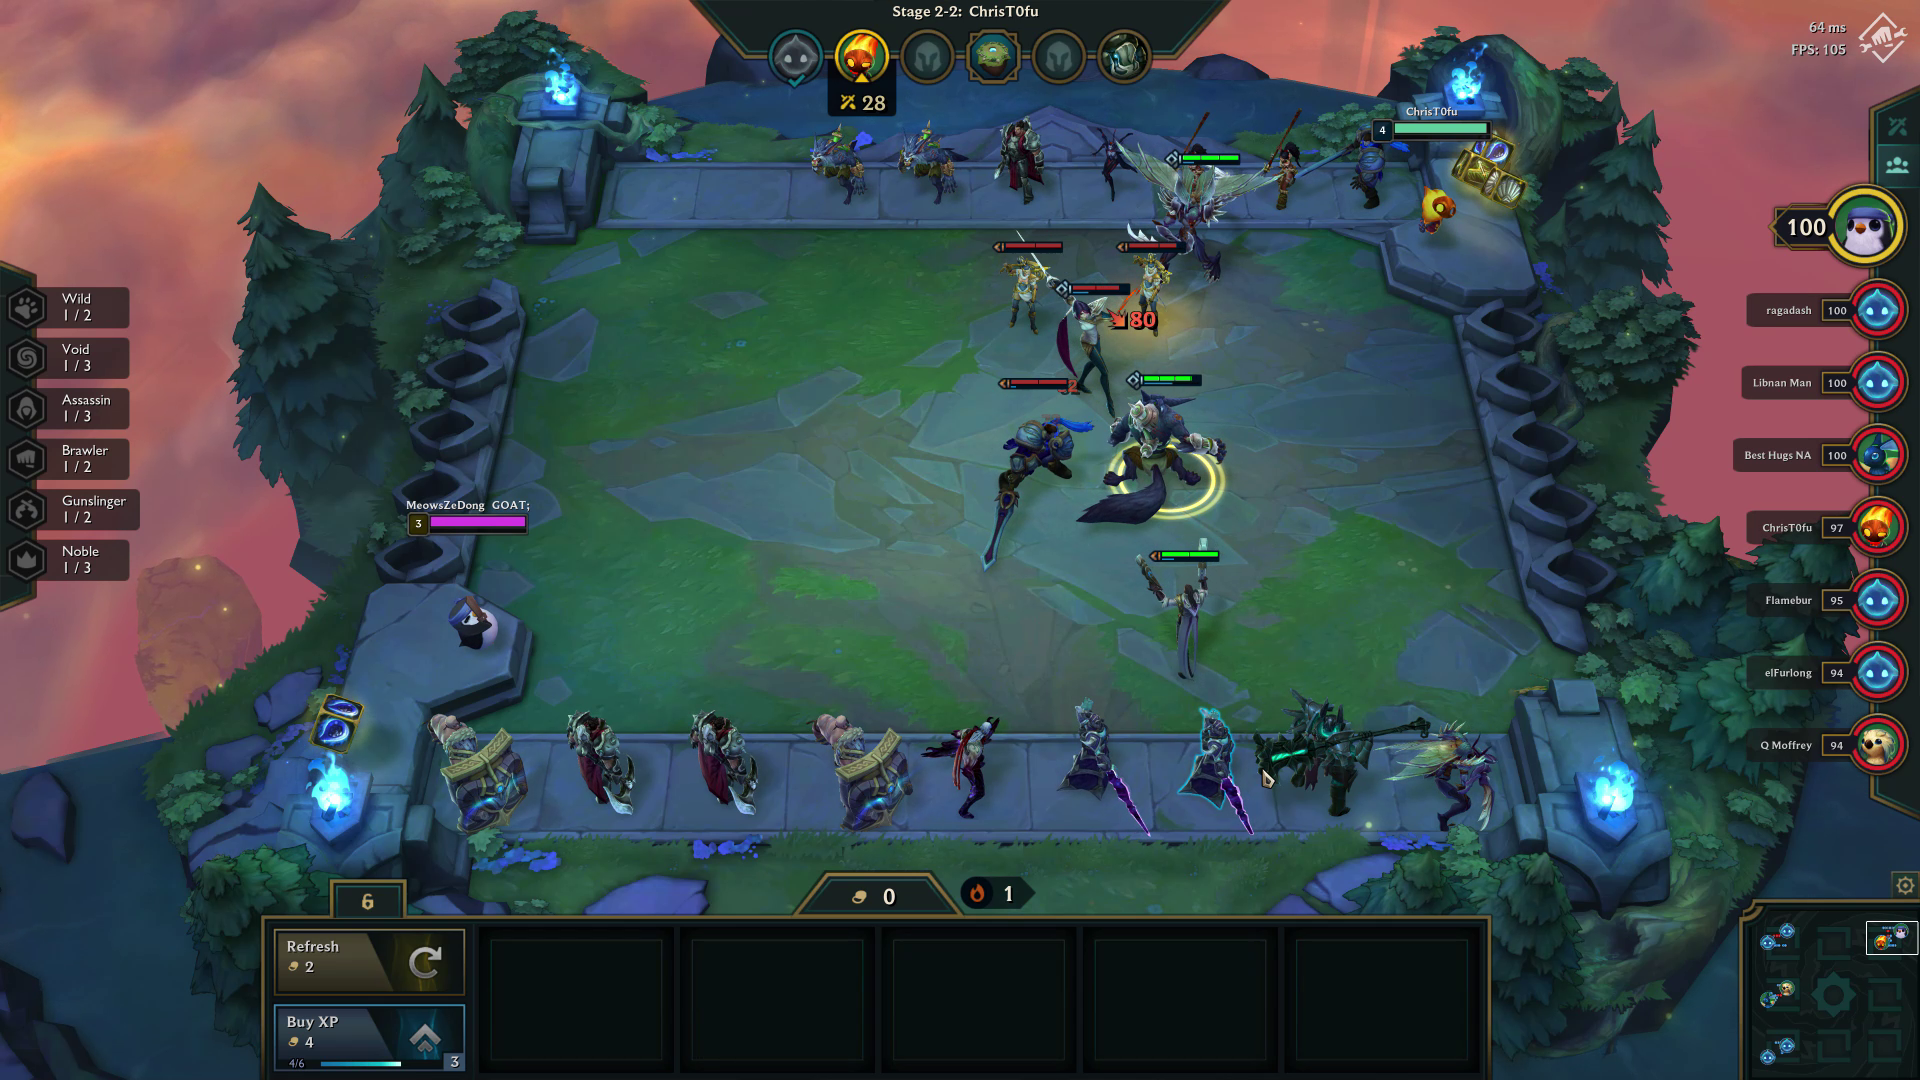 Stage 2-2: ChrisT0fu
64 ms
FPS: 105
28
ChrisT0fu
4
100
Wild
1 / 2
Void
1 / 3
Assassin
1 / 3
Brawler
1 / 2
Gunslinger
1 / 2
Noble
1 / 3
80
2
MeowsZeDong GOAT;
3
ragadash 100
Libnan Man 100
Best Hugs NA 100
ChrisT0fu 97
Flamebur 95
elFurlong 94
Q Moffrey 94
6
0
1
Refresh
2
Buy XP
4
4/6
3